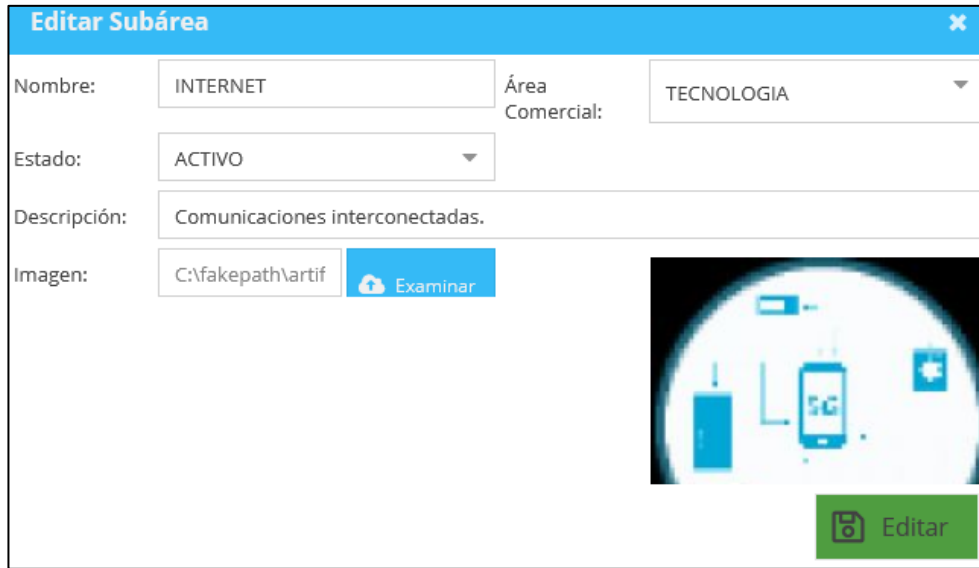 Editar Subárea
Nombre: INTERNET Área Comercial: TECNOLOGIA
Estado: ACTIVO
Descripción: Comunicaciones interconectadas.
Imagen: C:\fakepath\artif Examinar
5G
Editar